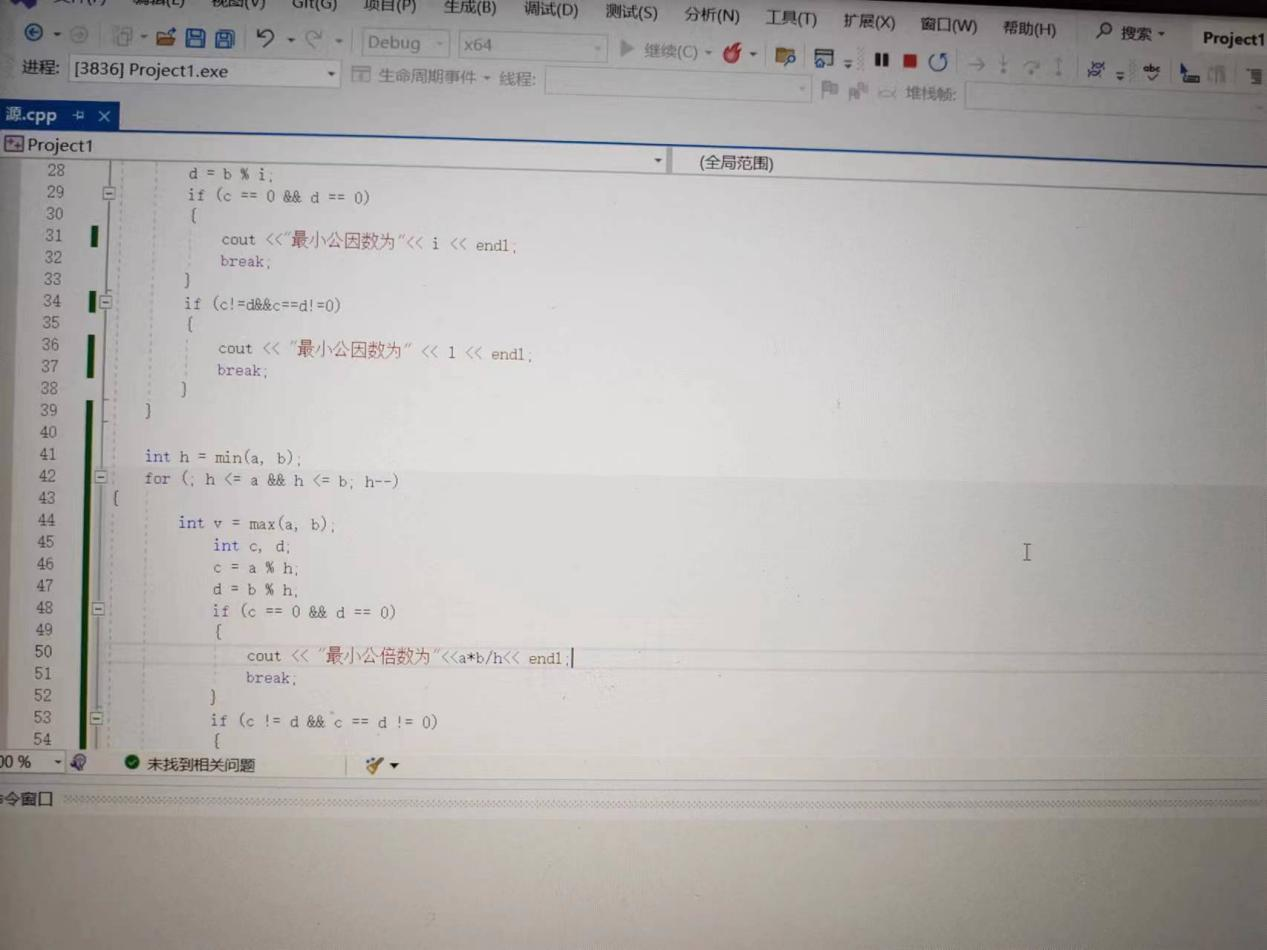 文件(F) 编辑(E) 视图(V) Git(G) 项目(P) 生成(B) 调试(D) 测试(S) 分析(N) 工具(T) 扩展(X) 窗口(W) 帮助(H) 搜索 Project1
Debug x64 继续(C)
进程: [3836] Project1.exe 生命周期事件 线程: 堆栈帧:
源.cpp
Project1 (全局范围)
28 d = b % i;
29 if (c == 0 && d == 0)
30 {
31 cout <<"最小公因数为"<< i << endl;
32 break;
33 }
34 if (c!=d&&c==d!=0)
35 {
36 cout << "最小公因数为" << 1 << endl;
37 break;
38 }
39 }
40
41 int h = min(a, b);
42 for (; h <= a && h <= b; h--)
43 {
44 int v = max(a, b);
45 int c, d;
46 c = a % h;
47 d = b % h;
48 if (c == 0 && d == 0)
49 {
50 cout << "最小公倍数为"<<a*b/h<< endl;
51 break;
52 }
53 if (c != d && c == d != 0)
54 {
00 % 未找到相关问题
令窗口